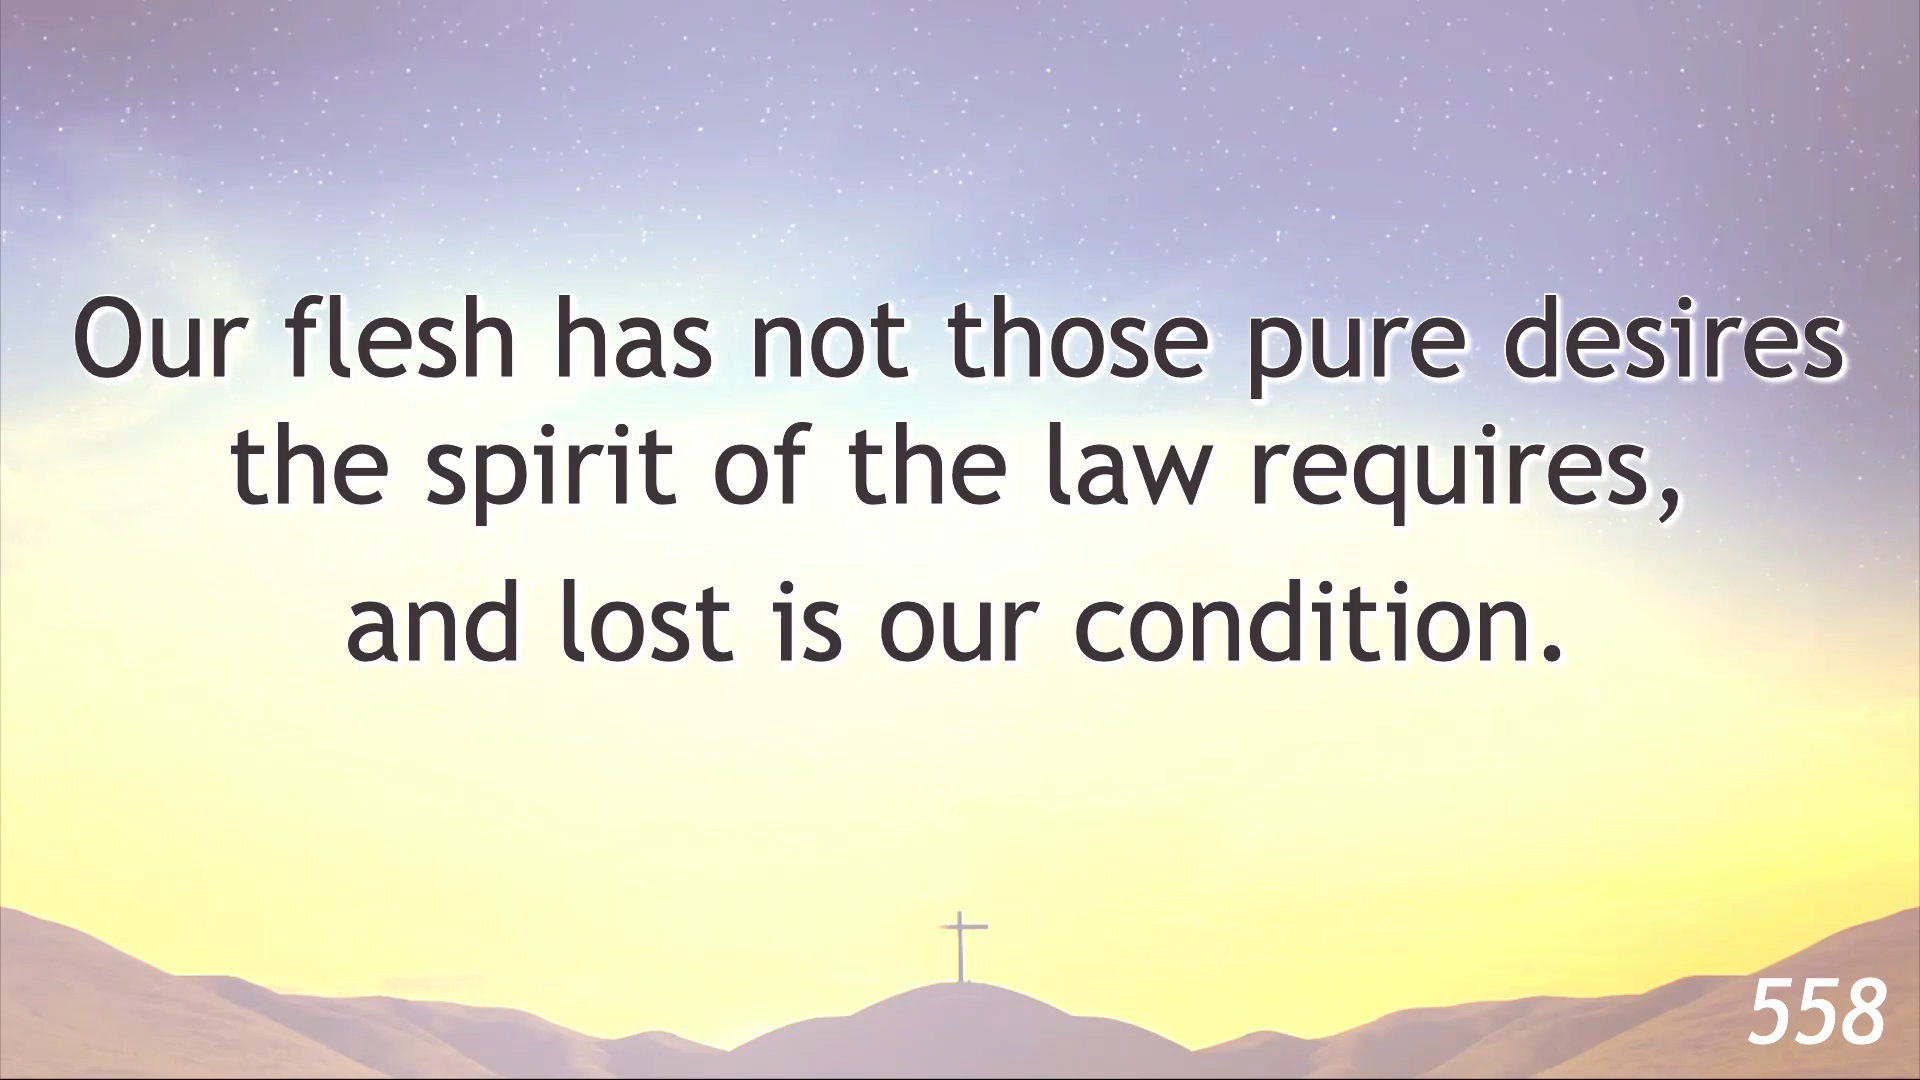 Our flesh has not those pure desires
the spirit of the law requires,
and lost is our condition.
558